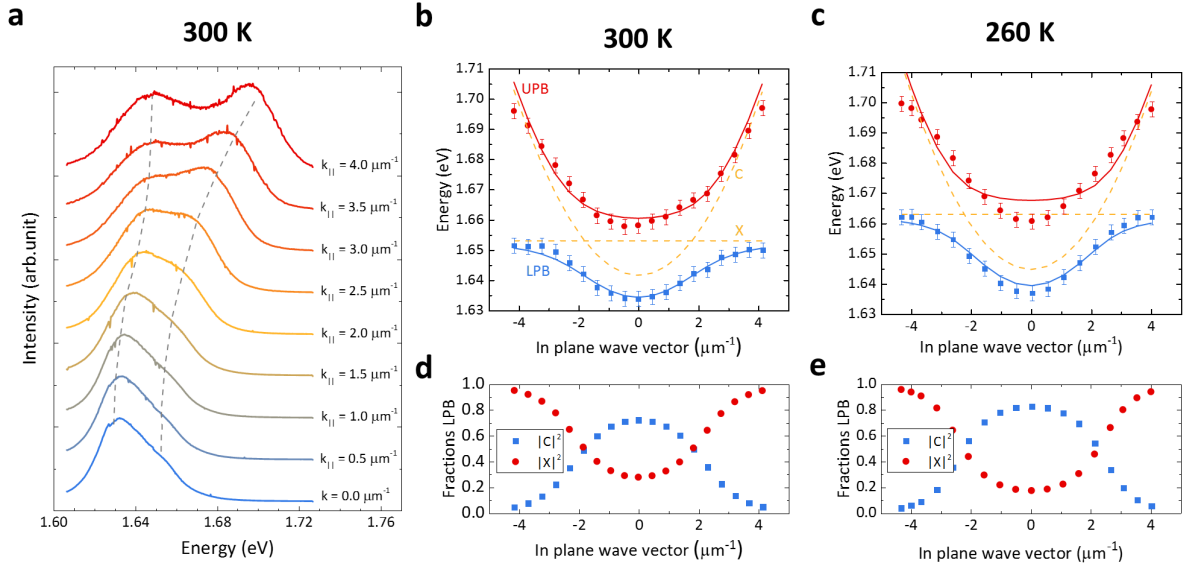 a
300 K
Intensity (arb.unit)
k|| = 4.0 μm⁻¹
k|| = 3.5 μm⁻¹
k|| = 3.0 μm⁻¹
k|| = 2.5 μm⁻¹
k|| = 2.0 μm⁻¹
k|| = 1.5 μm⁻¹
k|| = 1.0 μm⁻¹
k|| = 0.5 μm⁻¹
k = 0.0 μm⁻¹
1.60 1.64 1.68 1.72 1.76
Energy (eV)
b
300 K
Energy (eV)
1.71
1.70
1.69
1.68
1.67
1.66
1.65
1.64
1.63
UPB
C
X
LPB
-4 -2 0 2 4
In plane wave vector (μm⁻¹)
c
260 K
Energy (eV)
1.71
1.70
1.69
1.68
1.67
1.66
1.65
1.64
1.63
-4 -2 0 2 4
In plane wave vector (μm⁻¹)
d
Fractions LPB
1.0
0.8
0.6
0.4
0.2
0.0
|C|²
|X|²
-4 -2 0 2 4
In plane wave vector (μm⁻¹)
e
Fractions LPB
1.0
0.8
0.6
0.4
0.2
0.0
|C|²
|X|²
-4 -2 0 2 4
In plane wave vector (μm⁻¹)